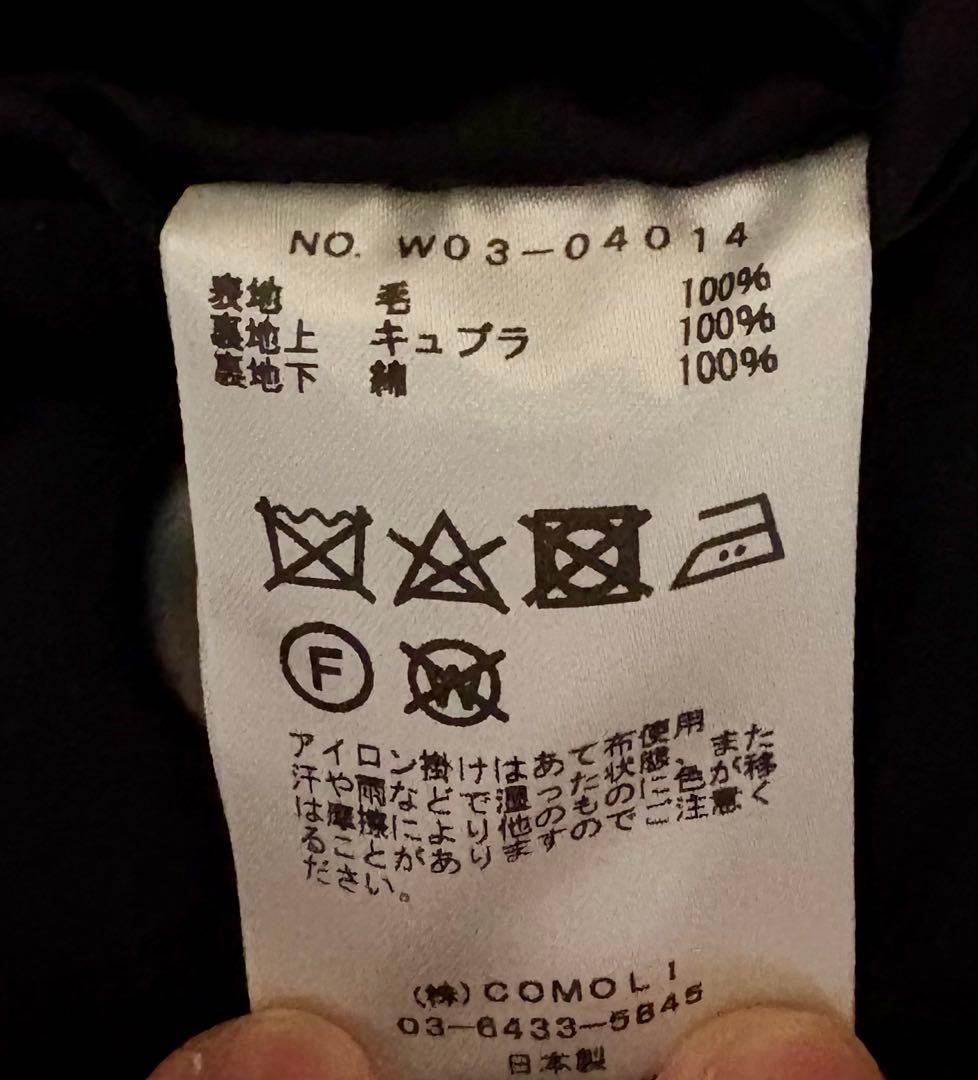 NO. W03-04014
表地 毛 100%
裏地上 キュプラ 100%
裏地下 綿 100%
F
W
アイロン掛けはあて布使用
汗や雨などで湿った状態、また
は摩擦により他のものに色が移
ることがありますのでご注意く
ださい。
(株)COMOLI
03-6433-5845
日本製